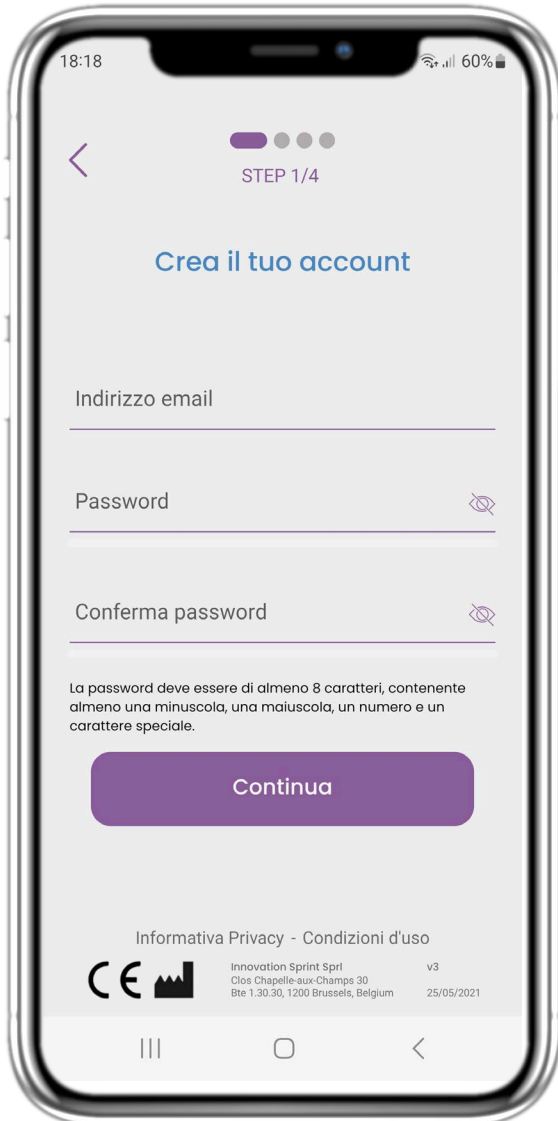 18:18
60%
STEP 1/4
Crea il tuo account
Indirizzo email
Password
Conferma password
La password deve essere di almeno 8 caratteri, contenente
almeno una minuscola, una maiuscola, un numero e un
carattere speciale.
Continua
Informativa Privacy - Condizioni d'uso
CE
Innovation Sprint Sprl
Clos Chapelle-aux-Champs 30
Bte 1.30.30, 1200 Brussels, Belgium
v3
25/05/2021